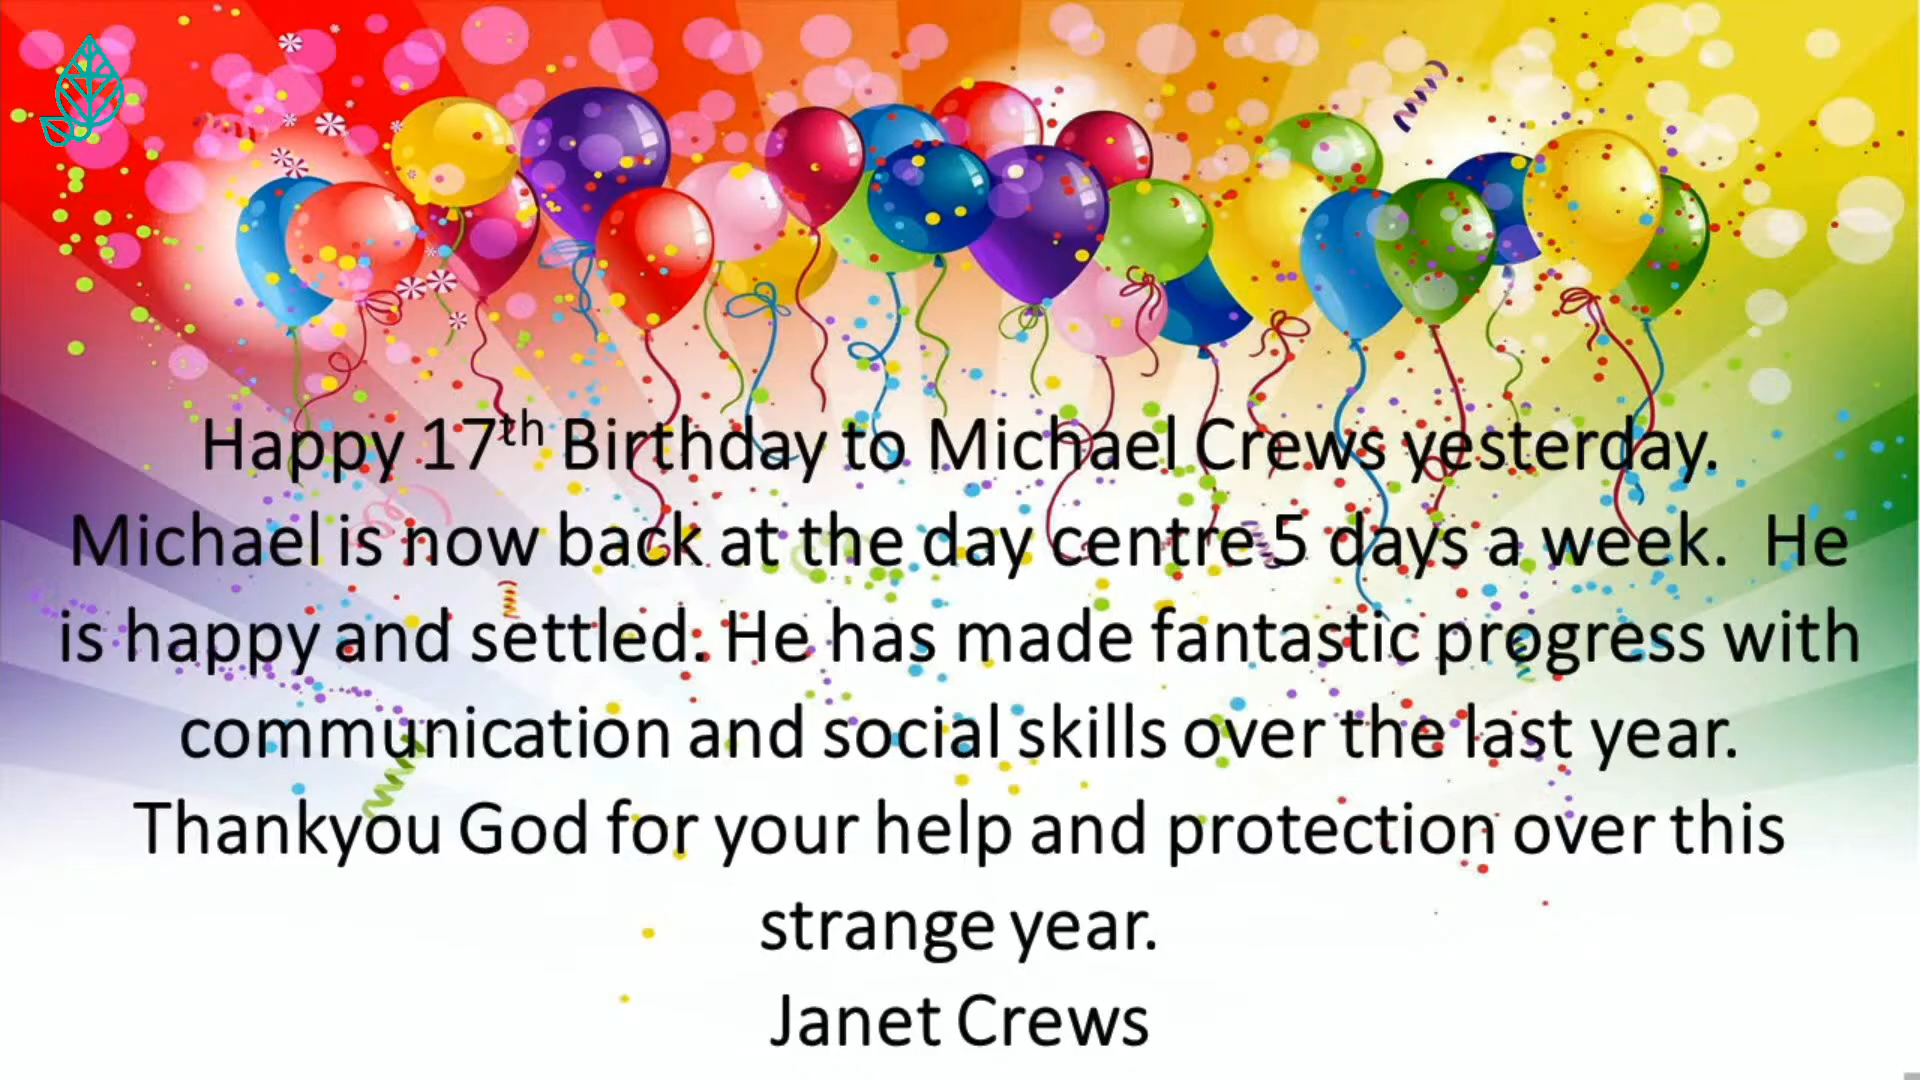 Happy 17th Birthday to Michael Crews yesterday.
Michael is now back at the day centre 5 days a week.  He
is happy and settled. He has made fantastic progress with
communication and social skills over the last year.
Thankyou God for your help and protection over this
strange year.
Janet Crews